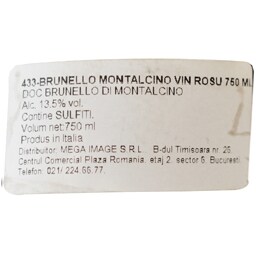 433-BRUNELLO MONTALCINO VIN ROSU 750 ML
DOC BRUNELLO DI MONTALCINO
Alc. 13.5% vol.
Contine SULFITI.
Volum net:750 ml
Produs in Italia
Distribuitor: MEGA IMAGE S.R.L. B-dul Timisoara nr. 26,
Centrul Comercial Plaza Romania, etaj 2, sector 6, Bucuresti.
Telefon: 021/ 224.66.77.